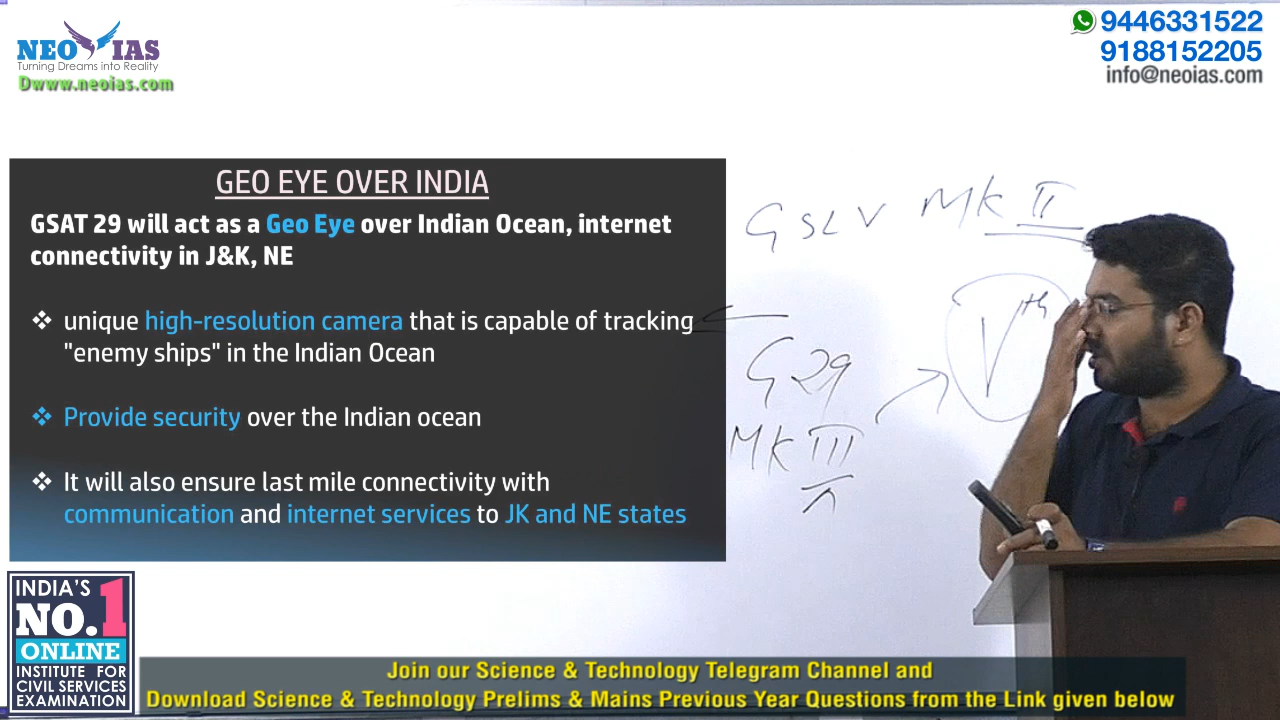 NEO IAS
Turning Dreams into Reality
Dwww.neoias.com
9446331522
9188152205
info@neoias.com
GEO EYE OVER INDIA
GSAT 29 will act as a Geo Eye over Indian Ocean, internet
connectivity in J&K, NE
❖ unique high-resolution camera that is capable of tracking
"enemy ships" in the Indian Ocean
❖ Provide security over the Indian ocean
❖ It will also ensure last mile connectivity with
communication and internet services to JK and NE states
GSLV MK II
Vth
G29
MK III
INDIA'S
NO.1
ONLINE
INSTITUTE FOR
CIVIL SERVICES
EXAMINATION
Join our Science & Technology Telegram Channel and
Download Science & Technology Prelims & Mains Previous Year Questions from the Link given below